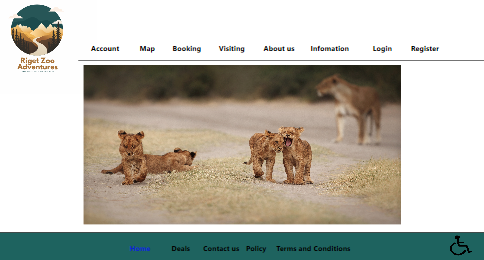 Riget Zoo
Adventures
Account Map Booking Visiting About us Infomation Login Register
Home Deals Contact us Policy Terms and Conditions